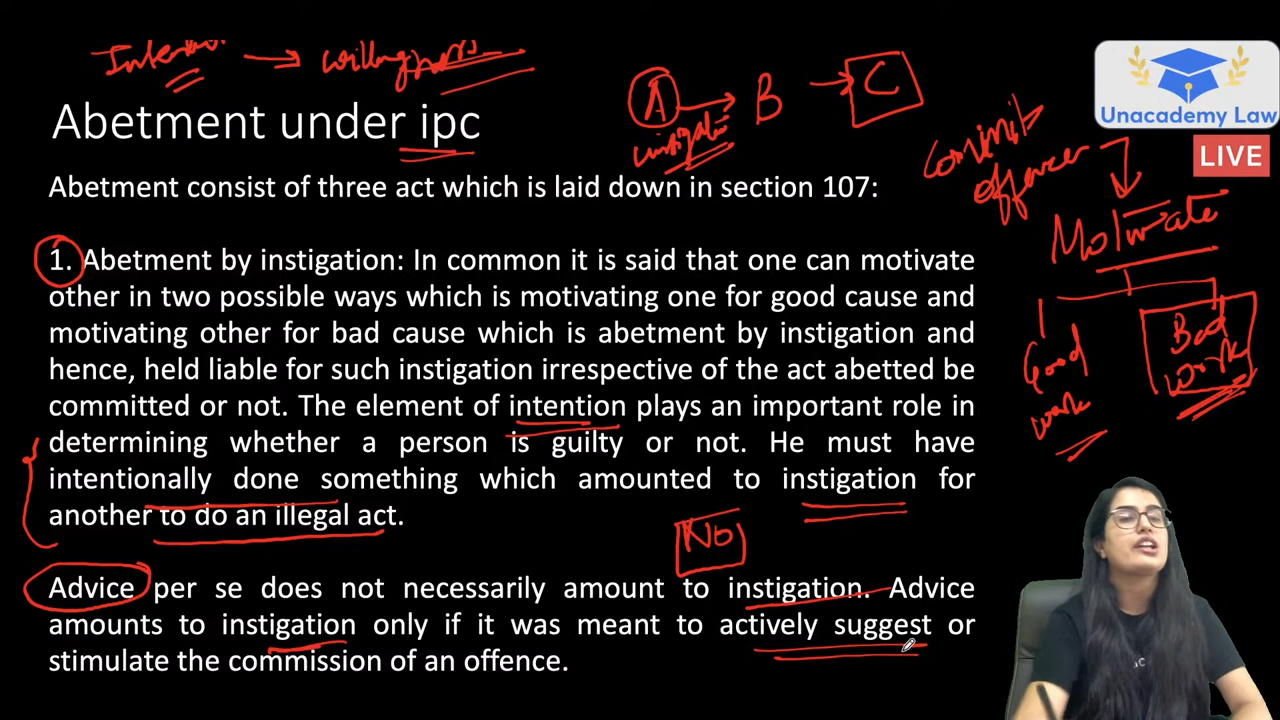 Intention → willingness
A → B → C
instigation
commit
offence
Unacademy Law
LIVE
Abetment under ipc
Motivate
Good
work
Bad
work
Abetment consist of three act which is laid down in section 107:
1. Abetment by instigation: In common it is said that one can motivate
other in two possible ways which is motivating one for good cause and
motivating other for bad cause which is abetment by instigation and
hence, held liable for such instigation irrespective of the act abetted be
committed or not. The element of intention plays an important role in
determining whether a person is guilty or not. He must have
intentionally done something which amounted to instigation for
another to do an illegal act.
No
Advice per se does not necessarily amount to instigation. Advice
amounts to instigation only if it was meant to actively suggest or
stimulate the commission of an offence.